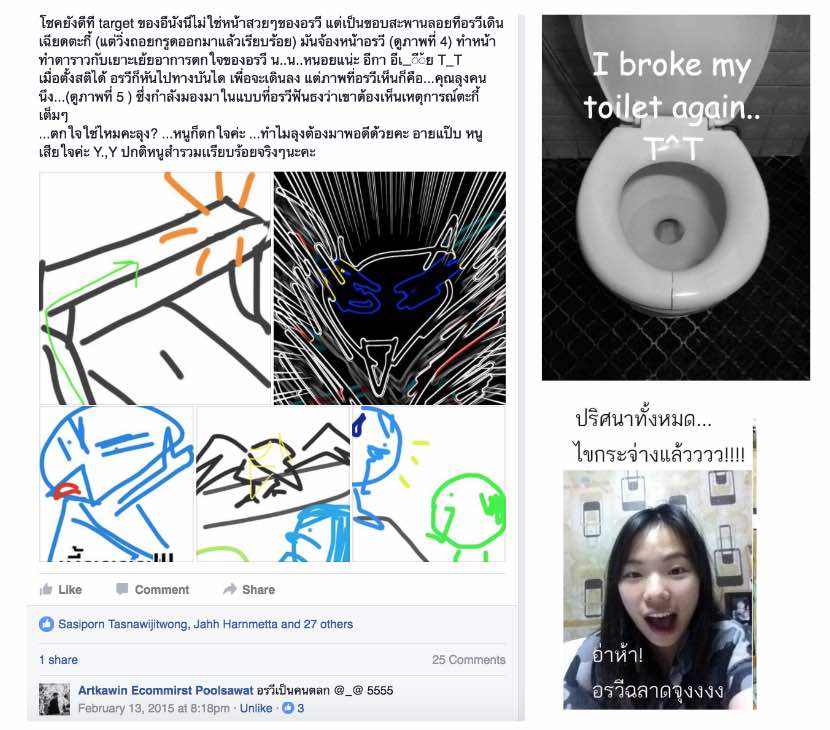 โชคยังดีที่ target ของอีนังนี่ไม่ใช่หน้าสวยๆของอรวี แต่เป็นขอบสะพานลอยที่อรวีเดิน
เฉียดตะกี้ (แต่วิ่งถอยกรูดออกมาแล้วเรียบร้อย) มันจ้องหน้าอรวี (ดูภาพที่ 4) ทำหน้า
ทำตาราวกับเยาะเย้ยอาการตกใจของอรวี น..น..หนอยแน่ะ อีกา อีเ_ี๊ย T_T
เมื่อตั้งสติได้ อรวีก็หันไปทางบันได เพื่อจะเดินลง แต่ภาพที่อรวีเห็นก็คือ...คุณลุงคน
นึง...(ดูภาพที่ 5 ) ซึ่งกำลังมองมาในแบบที่อรวีฟันธงว่าเขาต้องเห็นเหตุการณ์ตะกี้
เต็มๆ
...ตกใจใช่ไหมคะลุง? ...หนูก็ตกใจค่ะ ...ทำไมลุงต้องมาพอดีด้วยคะ อายแป๊บ หนู
เสียใจค่ะ Y.,Y ปกติหนูสำรวมเรียบร้อยจริงๆนะคะ
Like Comment Share
Sasiporn Tasnawijitwong, Jahh Harnmetta and 27 others
1 share 25 Comments
Artkawin Ecommirst Poolsawat อรวีเป็นคนตลก @_@ 5555
February 13, 2015 at 8:18pm · Unlike · 3
I broke my
toilet again..
T^T
ปริศนาทั้งหมด...
ไขกระจ่างแล้วววว!!!!
อ่าห้า!
อรวีฉลาดจุงงงง